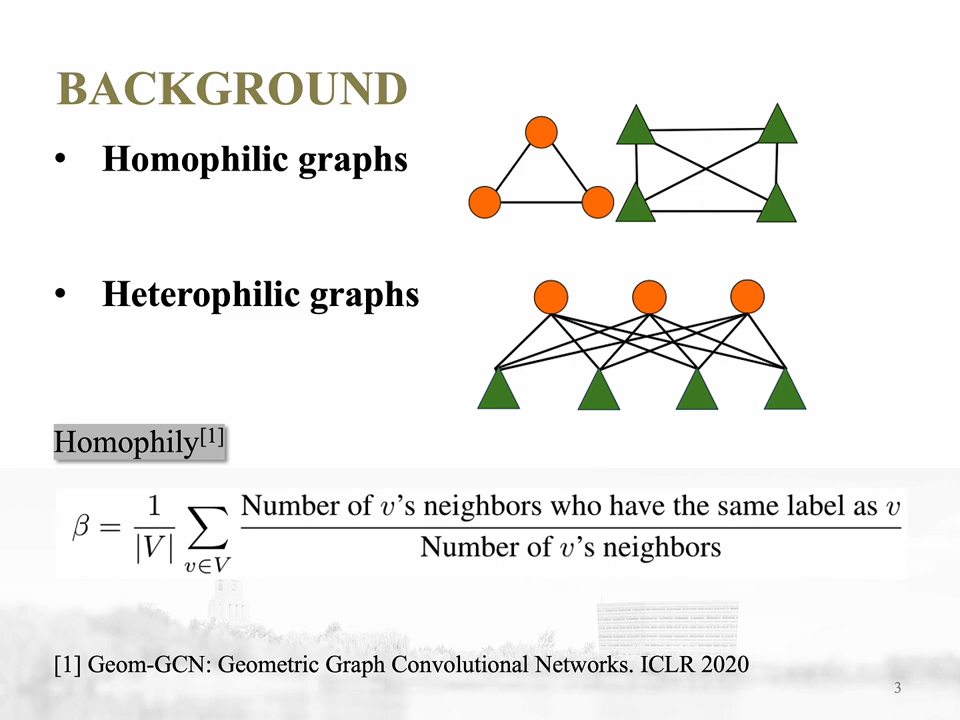 BACKGROUND
• Homophilic graphs
• Heterophilic graphs
Homophily[1]
β = 1/|V| ∑_{v∈V} Number of v's neighbors who have the same label as v / Number of v's neighbors
[1] Geom-GCN: Geometric Graph Convolutional Networks. ICLR 2020
3